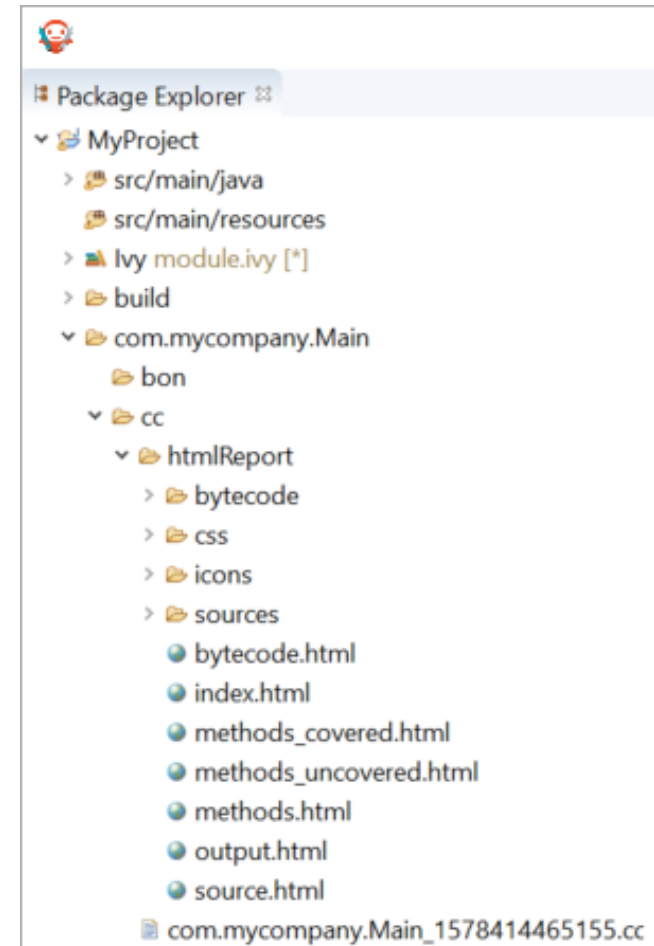 Package Explorer
MyProject
src/main/java
src/main/resources
Ivy module.ivy [*]
build
com.mycompany.Main
bon
cc
htmlReport
bytecode
css
icons
sources
bytecode.html
index.html
methods_covered.html
methods_uncovered.html
methods.html
output.html
source.html
com.mycompany.Main_1578414465155.cc